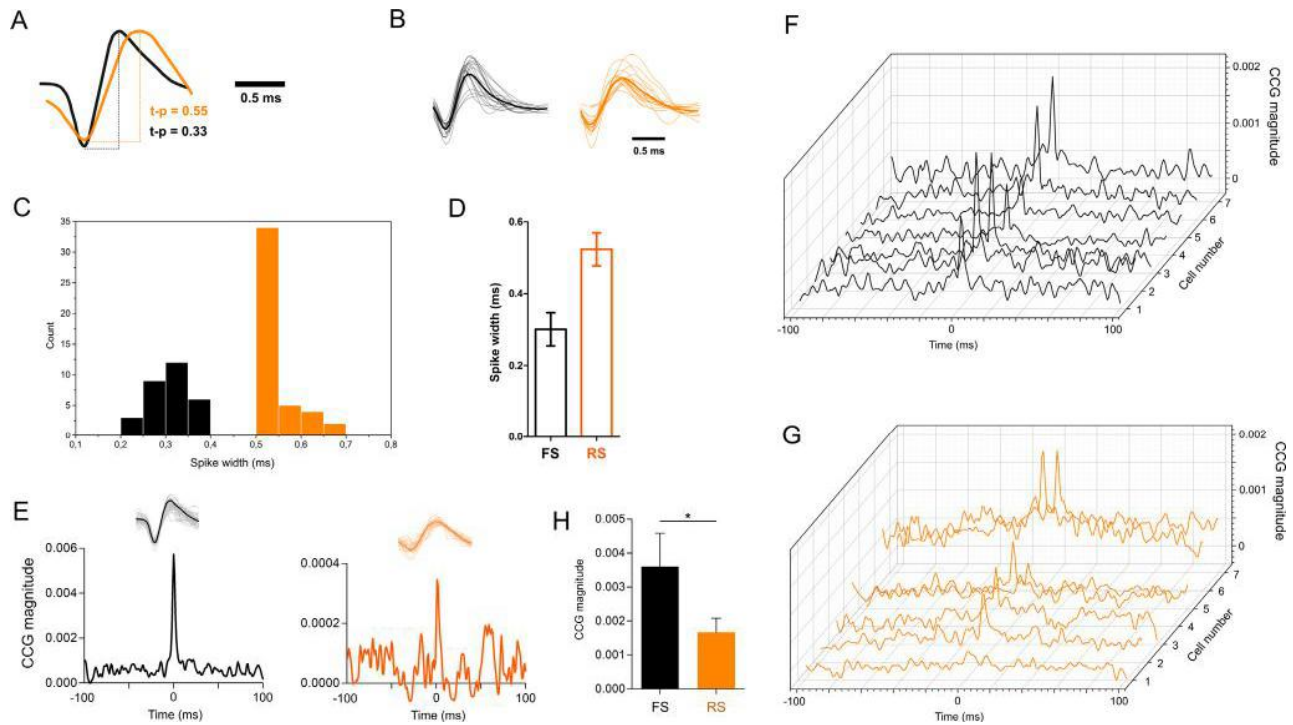 A
t-p = 0.55
t-p = 0.33
0.5 ms
B
0.5 ms
C
35
30
25
20
15
10
5
0
Count
0,1 0,2 0,3 0,4 0,5 0,6 0,7 0,8
Spike width (ms)
D
0.6
0.4
0.2
0.0
Spike width (ms)
FS RS
E
0.006
0.004
0.002
0.000
CCG magnitude
-100 0 100
Time (ms)
0.0004
0.0002
0.0000
-100 0 100
Time (ms)
F
0.002
0.001
0
CCG magnitude
7
6
5
4
3
2
1
Cell number
-100 0 100
Time (ms)
G
0.002
0.001
0
CCG magnitude
7
6
5
4
3
2
1
Cell number
-100 0 100
Time (ms)
H
*
0.005
0.004
0.003
0.002
0.001
0.000
CCG magnitude
FS RS